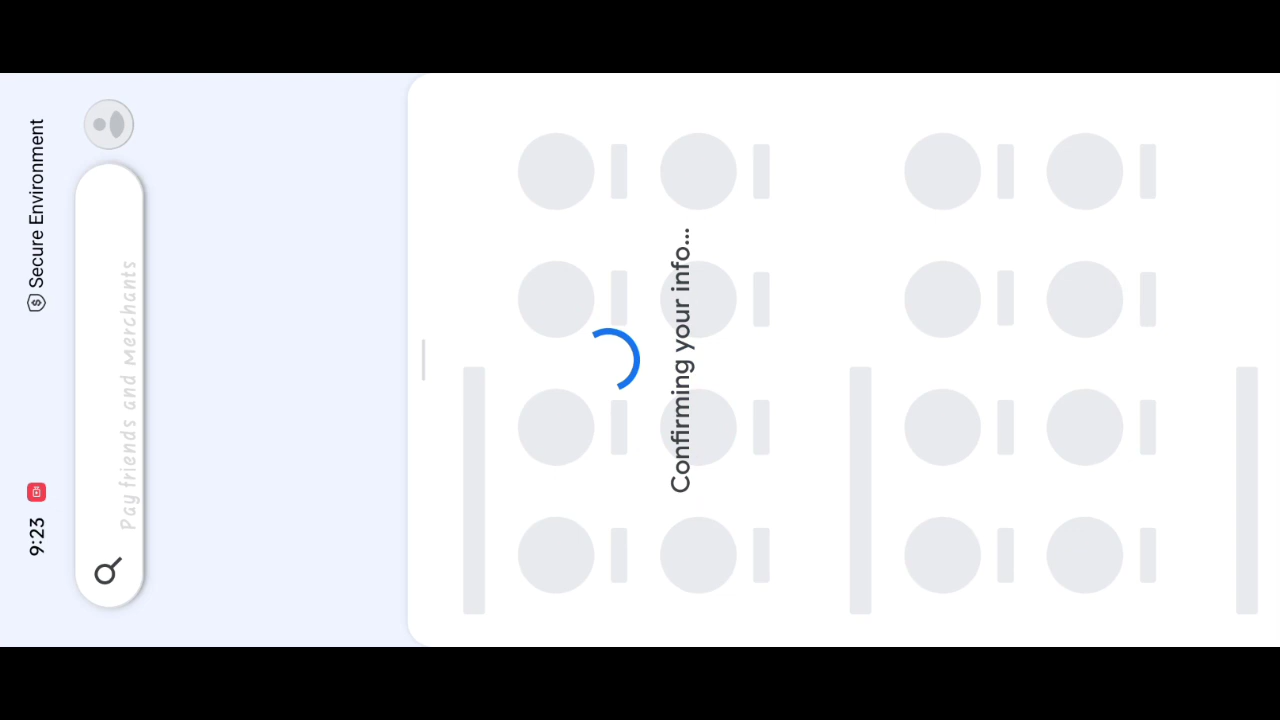 9:23
Secure Environment
Pay friends and Merchants
Confirming your info...